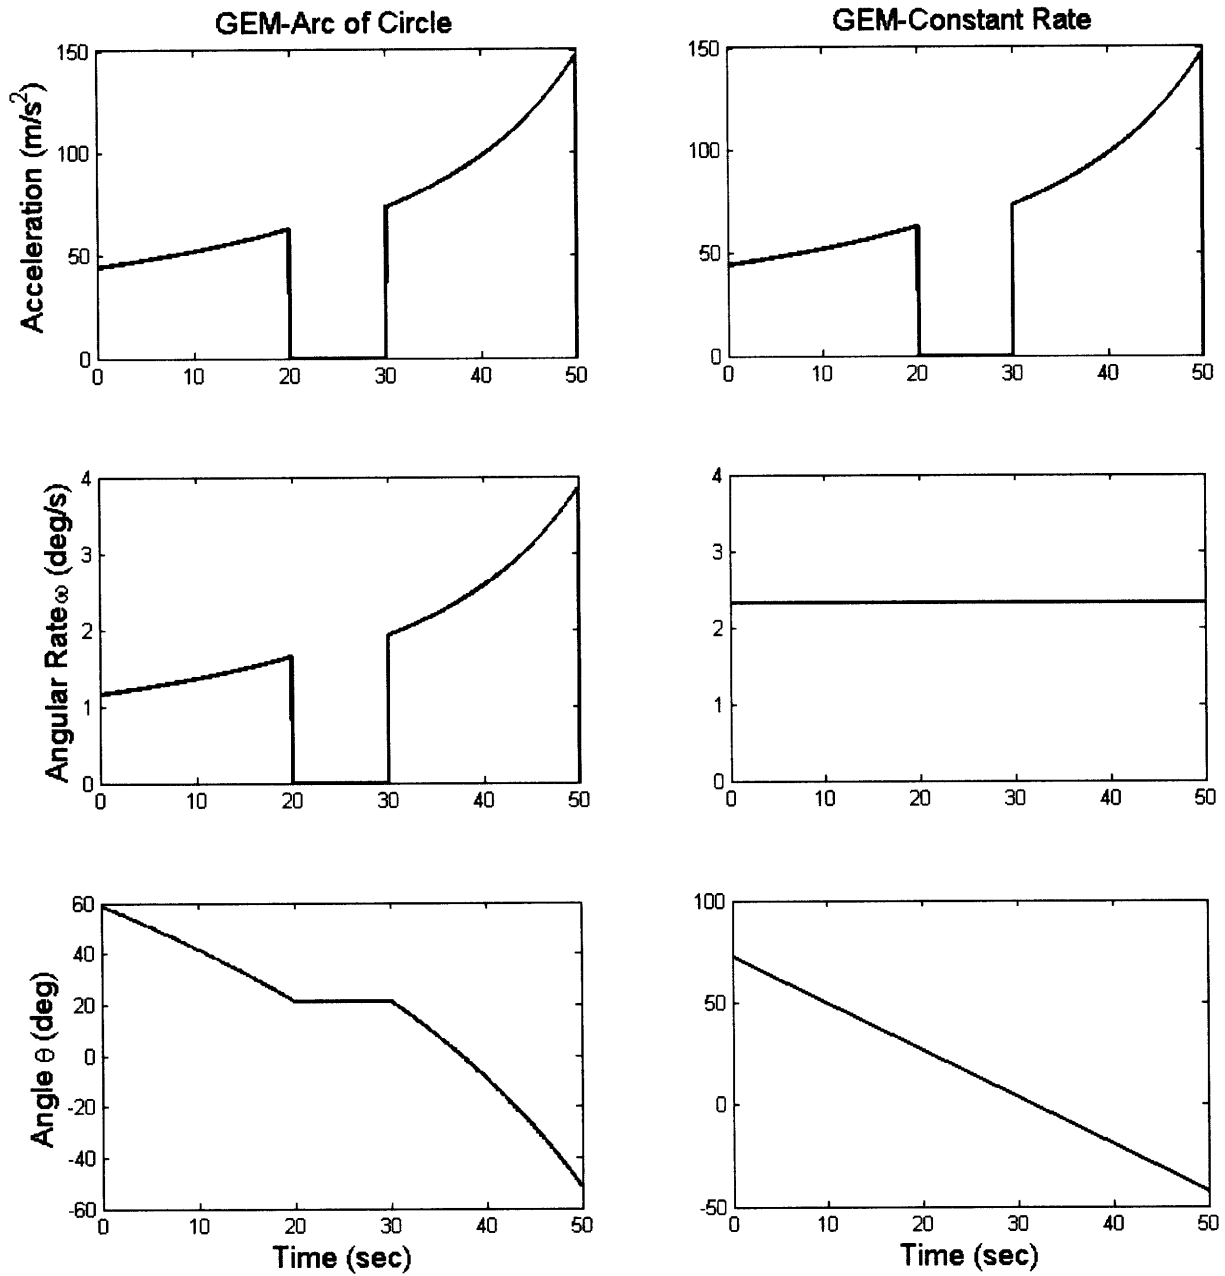 GEM-Arc of Circle
GEM-Constant Rate
Acceleration (m/s²)
150
100
50
0
0 10 20 30 40 50
150
100
50
0
0 10 20 30 40 50
Angular Rate ω (deg/s)
4
3
2
1
0
0 10 20 30 40 50
4
3
2
1
0
0 10 20 30 40 50
Angle θ (deg)
60
40
20
0
-20
-40
-60
0 10 20 30 40 50
Time (sec)
100
50
0
-50
0 10 20 30 40 50
Time (sec)